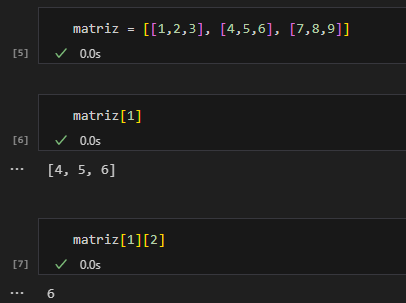 matriz = [[1,2,3], [4,5,6], [7,8,9]]
[5] ✓ 0.0s
matriz[1]
[6] ✓ 0.0s
... [4, 5, 6]
matriz[1][2]
[7] ✓ 0.0s
... 6